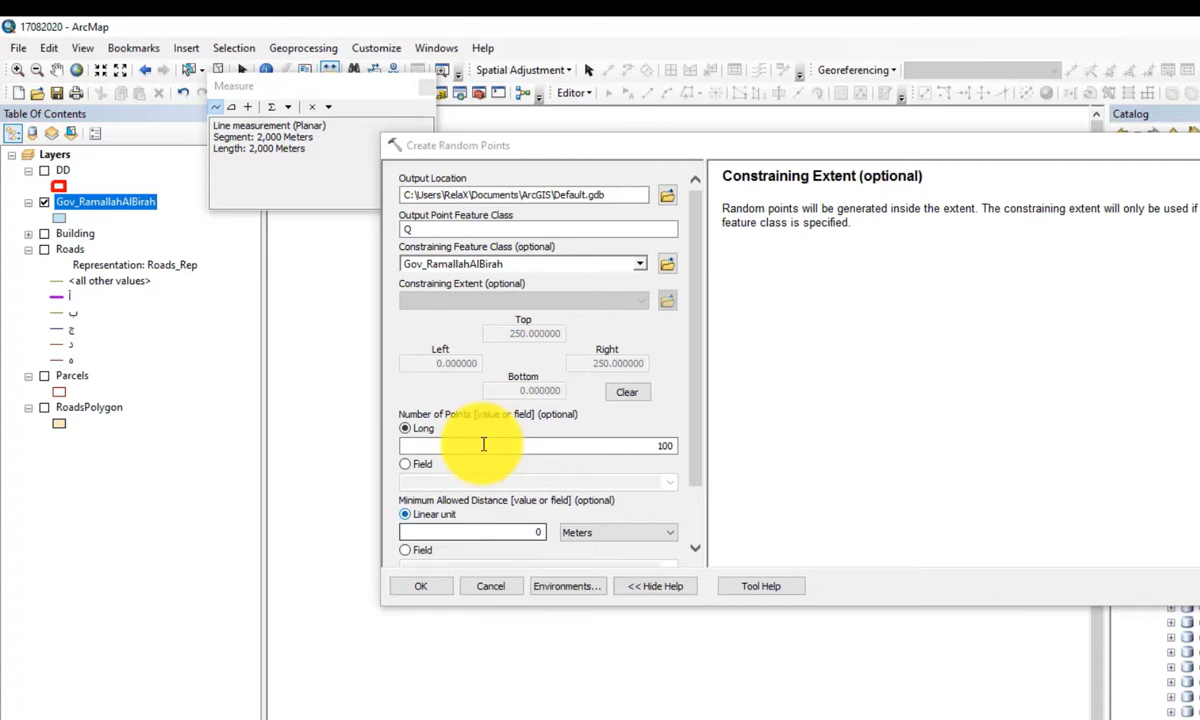 17082020 - ArcMap
File Edit View Bookmarks Insert Selection Geoprocessing Customize Windows Help
Spatial Adjustment
Georeferencing
Measure
Editor
Table Of Contents
Catalog
Line measurement (Planar)
Segment: 2,000 Meters
Length: 2,000 Meters
Layers
DD
Gov_RamallahAlBirah
Building
Roads
Representation: Roads_Rep
<all other values>
أ
ب
ج
د
ه
Parcels
RoadsPolygon
Create Random Points
Output Location
C:\Users\RelaX\Documents\ArcGIS\Default.gdb
Output Point Feature Class
Q
Constraining Feature Class (optional)
Gov_RamallahAlBirah
Constraining Extent (optional)
Top
250.000000
Left Right
0.000000 250.000000
Bottom
0.000000 Clear
Number of Points [value or field] (optional)
Long
100
Field
Minimum Allowed Distance [value or field] (optional)
Linear unit
0 Meters
Field
OK Cancel Environments... << Hide Help Tool Help
Constraining Extent (optional)
Random points will be generated inside the extent. The constraining extent will only be used if
feature class is specified.